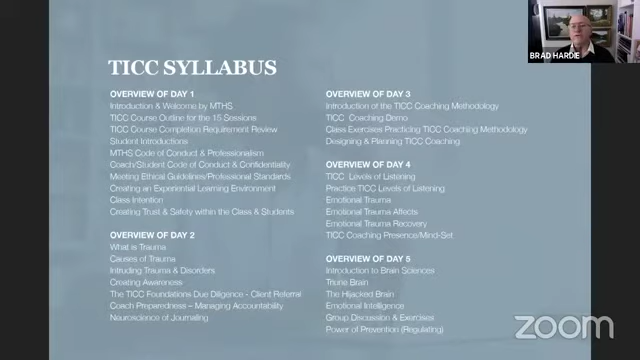 TICC SYLLABUS
OVERVIEW OF DAY 1
Introduction & Welcome by MTHS
TICC Course Outline for the 15 Sessions
TICC Course Completion Requirement Review
Student Introductions
MTHS Code of Conduct & Professionalism
Coach/Student Code of Conduct & Confidentiality
Meeting Ethical Guidelines/Professional Standards
Creating an Experiential Learning Environment
Class Intention
Creating Trust & Safety within the Class & Students
OVERVIEW OF DAY 2
What is Trauma
Causes of Trauma
Intruding Trauma & Disorders
Creating Awareness
The TICC Foundations Due Diligence - Client Referral
Coach Preparedness – Managing Accountability
Neuroscience of Journaling
OVERVIEW OF DAY 3
Introduction of the TICC Coaching Methodology
TICC Coaching Demo
Class Exercises Practicing TICC Coaching Methodology
Designing & Planning TICC Coaching
OVERVIEW OF DAY 4
TICC Levels of Listening
Practice TICC Levels of Listening
Emotional Trauma
Emotional Trauma Affects
Emotional Trauma Recovery
TICC Coaching Presence/Mind-Set
OVERVIEW OF DAY 5
Introduction to Brain Sciences
Triune Brain
The Hijacked Brain
Emotional Intelligence
Group Discussion & Exercises
Power of Prevention (Regulating)
BRAD HARDIE
zoom